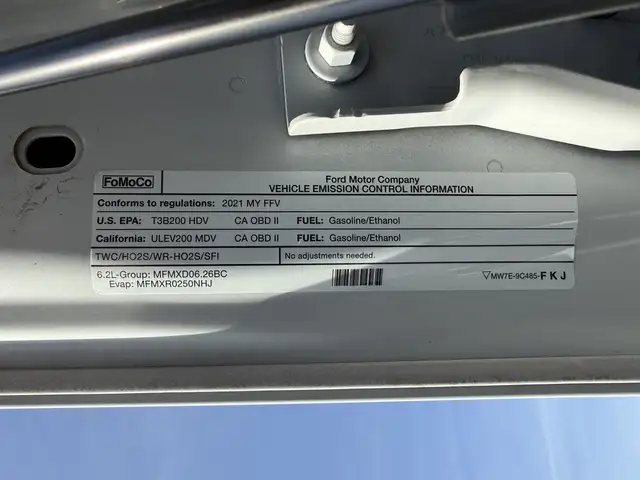 FoMoCo
Ford Motor Company
VEHICLE EMISSION CONTROL INFORMATION
Conforms to regulations: 2021 MY FFV
U.S. EPA: T3B200 HDV CA OBD II FUEL: Gasoline/Ethanol
California: ULEV200 MDV CA OBD II FUEL: Gasoline/Ethanol
TWC/HO2S/WR-HO2S/SFI No adjustments needed.
6.2L-Group: MFMXD06.26BC
Evap: MFMXR0250NHJ
MW7E-9C485-FKJ